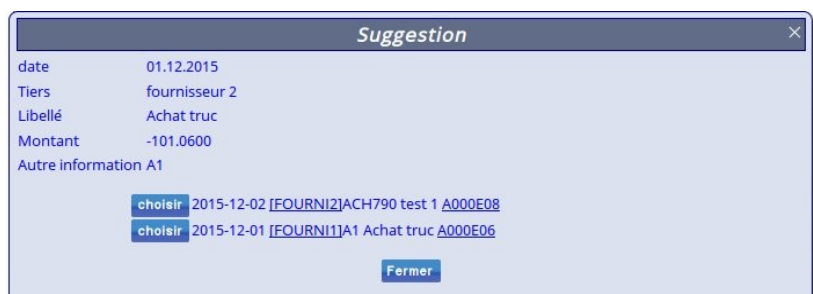 Suggestion ×
date 01.12.2015
Tiers fournisseur 2
Libellé Achat truc
Montant -101.0600
Autre information A1
choisir 2015-12-02 [FOURNI2]ACH790 test 1 A000E08
choisir 2015-12-01 [FOURNI1]A1 Achat truc A000E06
Fermer